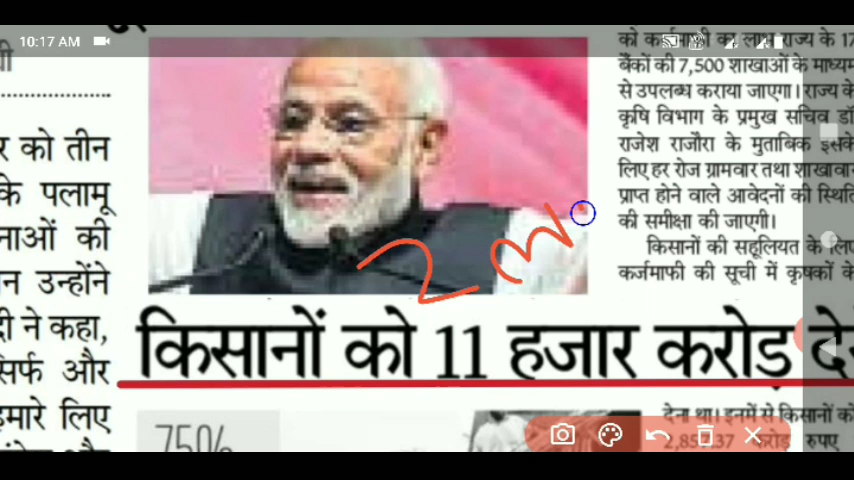 10:17 AM
को कर्जमाफी का लाभ राज्य के 17
बैंकों की 7,500 शाखाओं के माध्यम
से उपलब्ध कराया जाएगा। राज्य के
कृषि विभाग के प्रमुख सचिव डॉ
राजेश राजौरा के मुताबिक इसके
लिए हर रोज ग्रामवार तथा शाखावार
प्राप्त होने वाले आवेदनों की स्थिति
की समीक्षा की जाएगी।
किसानों की सहूलियत के लिए
कर्जमाफी की सूची में कृषकों के
र को तीन
के पलामू
नाओं की
न उन्होंने
दी ने कहा,
सिर्फ और
हमारे लिए
2 3
किसानों को 11 हजार करोड़ देने
75%
देना था। इनमें से किसानों को
करोड़ रुपए